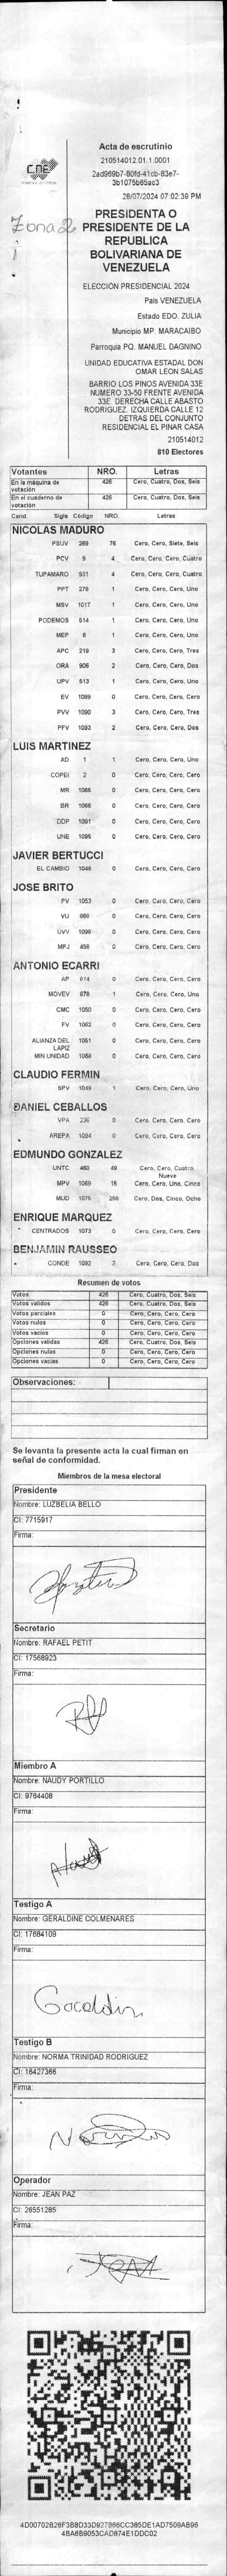 CNE
Zona 2
Acta de escrutinio
210514012.01.1.0001
2ad969b7-80fd-41cb-83e7-
3b1075b85ac3
28/07/2024 07:02:39 PM
PRESIDENTA O
PRESIDENTE DE LA
REPUBLICA
BOLIVARIANA DE
VENEZUELA
ELECCIÓN PRESIDENCIAL 2024
País VENEZUELA
Estado EDO. ZULIA
Municipio MP. MARACAIBO
Parroquia PQ. MANUEL DAGNINO
UNIDAD EDUCATIVA ESTADAL DON
OMAR LEON SALAS
BARRIO LOS PINOS AVENIDA 33E
NUMERO 33-50 FRENTE AVENIDA
33E. DERECHA CALLE ABASTO
RODRIGUEZ. IZQUIERDA CALLE 12
DETRAS DEL CONJUNTO
RESIDENCIAL EL PINAR CASA
210514012
810 Electores
Votantes NRO. Letras
En la máquina de votación 426 Cero, Cuatro, Dos, Seis
En el cuaderno de votación 426 Cero, Cuatro, Dos, Seis
Cand. Sigla Código NRO. Letras
NICOLAS MADURO
PSUV 269 76 Cero, Cero, Siete, Seis
PCV 9 4 Cero, Cero, Cero, Cuatro
TUPAMARO 931 4 Cero, Cero, Cero, Cuatro
PPT 276 1 Cero, Cero, Cero, Uno
MSV 1017 1 Cero, Cero, Cero, Uno
PODEMOS 514 1 Cero, Cero, Cero, Uno
MEP 6 1 Cero, Cero, Cero, Uno
APC 219 3 Cero, Cero, Cero, Tres
ORA 906 2 Cero, Cero, Cero, Dos
UPV 513 1 Cero, Cero, Cero, Uno
EV 1089 0 Cero, Cero, Cero, Cero
PVV 1090 3 Cero, Cero, Cero, Tres
PFV 1093 2 Cero, Cero, Cero, Dos
LUIS MARTINEZ
AD 1 1 Cero, Cero, Cero, Uno
COPEI 2 0 Cero, Cero, Cero, Cero
MR 1065 0 Cero, Cero, Cero, Cero
BR 1066 0 Cero, Cero, Cero, Cero
DDP 1091 0 Cero, Cero, Cero, Cero
UNE 1095 0 Cero, Cero, Cero, Cero
JAVIER BERTUCCI
EL CAMBIO 1048 0 Cero, Cero, Cero, Cero
JOSE BRITO
PV 1053 0 Cero, Cero, Cero, Cero
VU 968 0 Cero, Cero, Cero, Cero
UVV 1096 0 Cero, Cero, Cero, Cero
MPJ 458 0 Cero, Cero, Cero, Cero
ANTONIO ECARRI
AP 614 0 Cero, Cero, Cero, Cero
MOVEV 878 1 Cero, Cero, Cero, Uno
CMC 1050 0 Cero, Cero, Cero, Cero
FV 1062 0 Cero, Cero, Cero, Cero
ALIANZA DEL LAPIZ 1051 0 Cero, Cero, Cero, Cero
MIN UNIDAD 1058 0 Cero, Cero, Cero, Cero
CLAUDIO FERMIN
SPV 1049 1 Cero, Cero, Cero, Uno
DANIEL CEBALLOS
VPA 236 0 Cero, Cero, Cero, Cero
AREPA 1094 0 Cero, Cero, Cero, Cero
EDMUNDO GONZALEZ
UNTC 460 49 Cero, Cero, Cuatro, Nueve
MPV 1069 15 Cero, Cero, Uno, Cinco
MUD 1075 258 Cero, Dos, Cinco, Ocho
ENRIQUE MARQUEZ
CENTRADOS 1073 0 Cero, Cero, Cero, Cero
BENJAMIN RAUSSEO
CONDE 1092 2 Cero, Cero, Cero, Dos
Resumen de votos
Votos 426 Cero, Cuatro, Dos, Seis
Votos validos 426 Cero, Cuatro, Dos, Seis
Votos parciales 0 Cero, Cero, Cero, Cero
Votos nulos 0 Cero, Cero, Cero, Cero
Votos vacios 0 Cero, Cero, Cero, Cero
Opciones validas 426 Cero, Cuatro, Dos, Seis
Opciones nulas 0 Cero, Cero, Cero, Cero
Opciones vacias 0 Cero, Cero, Cero, Cero
Observaciones:
Se levanta la presente acta la cual firman en
señal de conformidad.
Miembros de la mesa electoral
Presidente
Nombre: LUZBELIA BELLO
CI: 7715917
Firma:
Secretario
Nombre: RAFAEL PETIT
CI: 17568923
Firma:
Miembro A
Nombre: NAUDY PORTILLO
CI: 9764408
Firma:
Testigo A
Nombre: GERALDINE COLMENARES
CI: 17684109
Firma:
Testigo B
Nombre: NORMA TRINIDAD RODRIGUEZ
CI: 16427366
Firma:
Operador
Nombre: JEAN PAZ
CI: 26551285
Firma:
4D00702B26F3B8D33D927866CC385DE1AD7509AB96
4BA6B9053CAD874E1DDC02